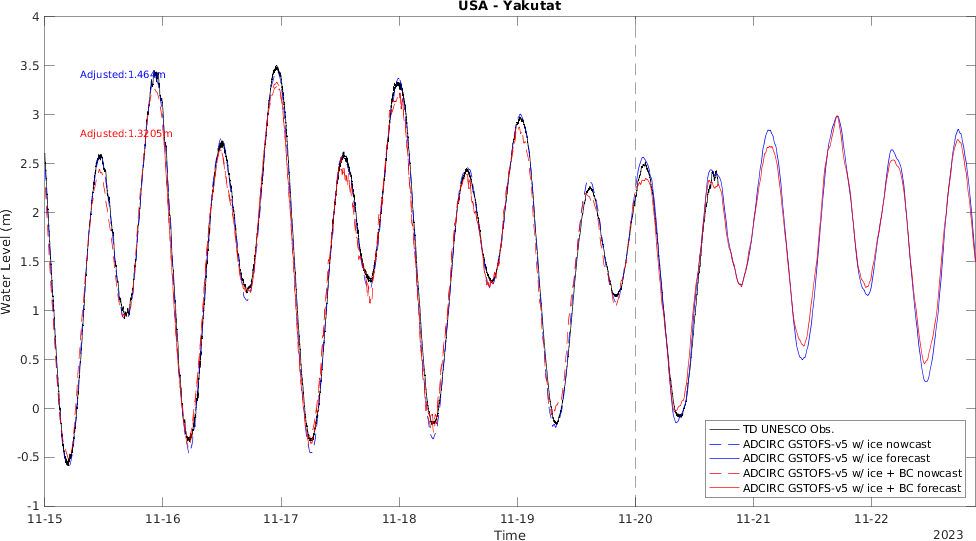 USA - Yakutat
4
3.5
3
2.5
2
1.5
1
0.5
0
-0.5
-1
Water Level (m)
Adjusted:1.464m
Adjusted:1.3205m
TD UNESCO Obs.
ADCIRC GSTOFS-v5 w/ ice nowcast
ADCIRC GSTOFS-v5 w/ ice forecast
ADCIRC GSTOFS-v5 w/ ice + BC nowcast
ADCIRC GSTOFS-v5 w/ ice + BC forecast
11-15 11-16 11-17 11-18 11-19 11-20 11-21 11-22
Time
2023